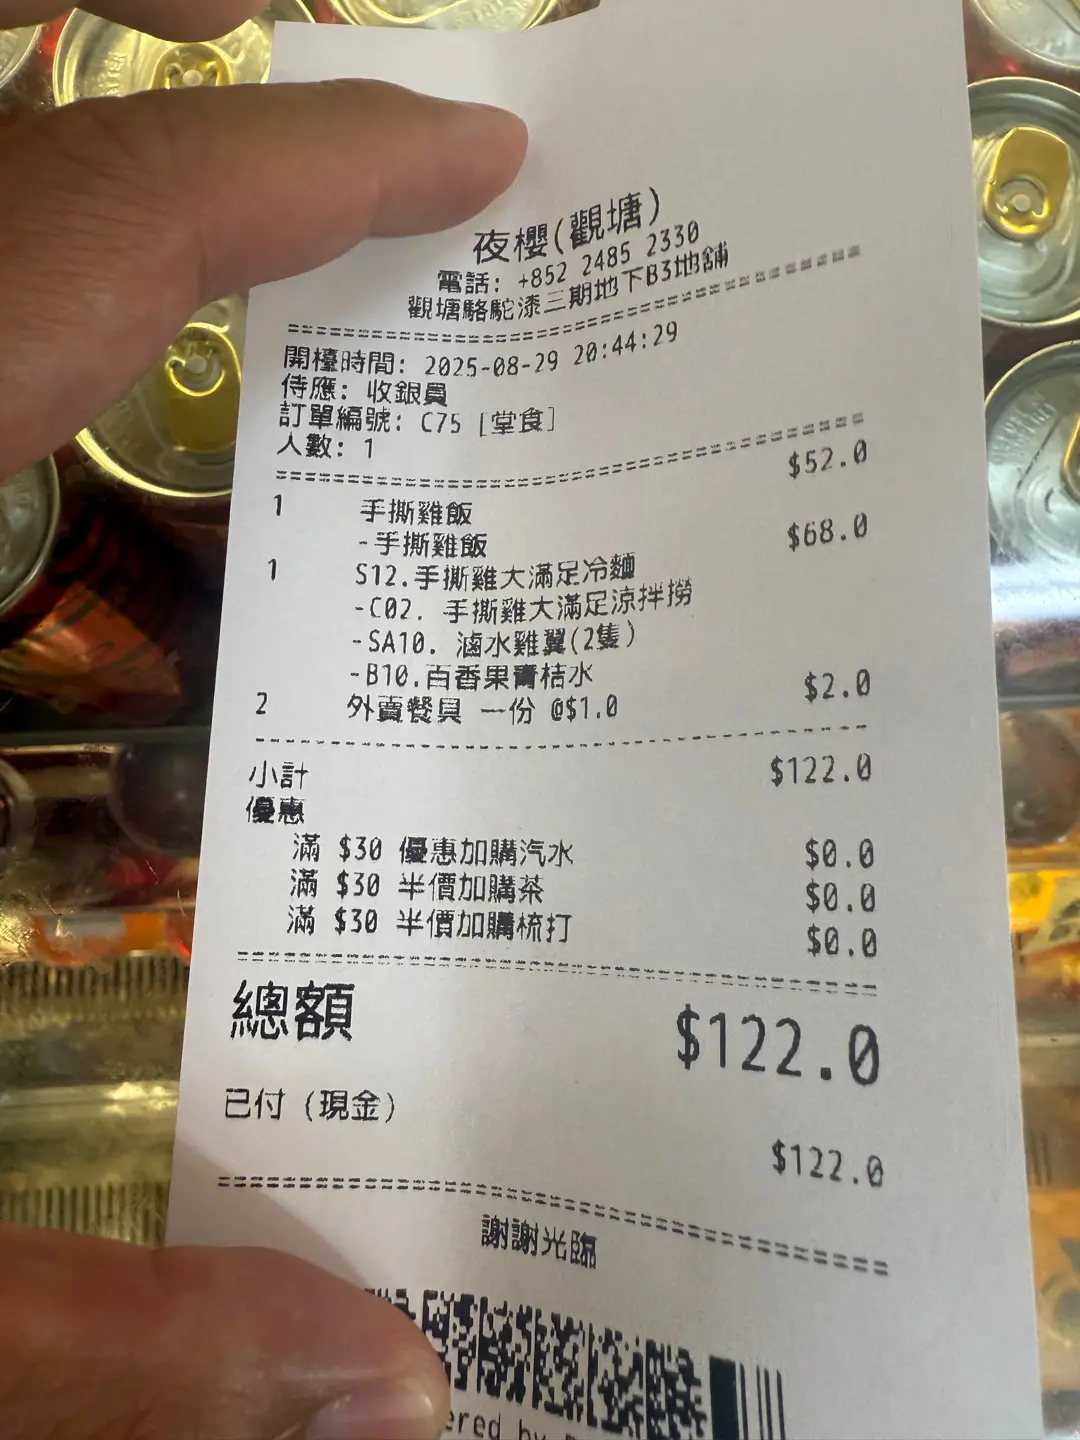 夜櫻(觀塘)
電話: +852 2485 2330
觀塘駱駝漆三期地下B3地舖
開檯時間: 2025-08-29 20:44:29
侍應: 收銀員
訂單編號: C75 [堂食]
人數: 1
1 手撕雞飯 $52.0
-手撕雞飯
1 S12.手撕雞大滿足冷麵 $68.0
-C02. 手撕雞大滿足涼拌撈
-SA10. 滷水雞翼(2隻)
-B10.百香果青桔水
2 外賣餐具 一份 @$1.0 $2.0
小計 $122.0
優惠
滿 $30 優惠加購汽水 $0.0
滿 $30 半價加購茶 $0.0
滿 $30 半價加購梳打 $0.0
總額 $122.0
已付 (現金)
$122.0
謝謝光臨
by